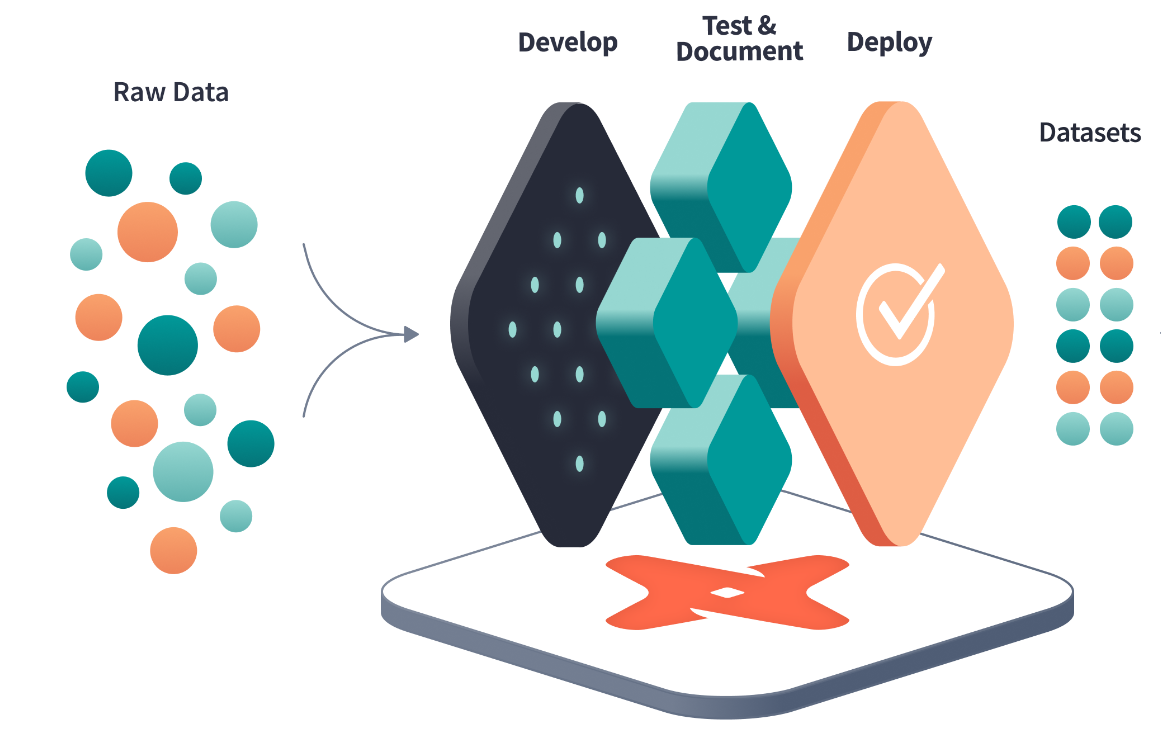 Raw Data
Develop
Test &
Document
Deploy
Datasets